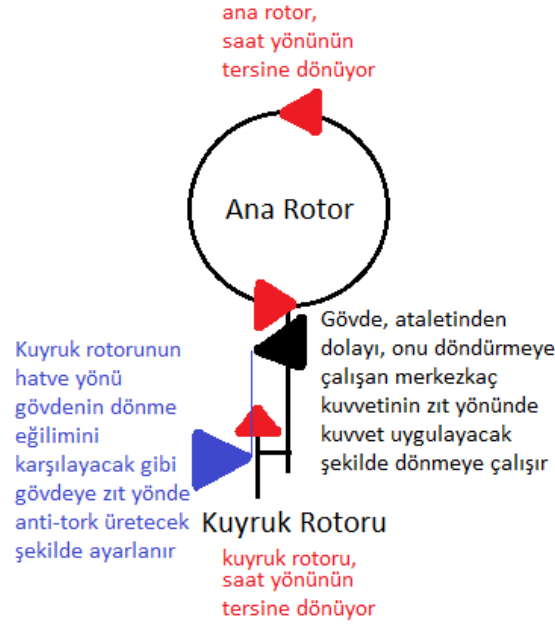 ana rotor,
saat yönünün
tersine dönüyor
Ana Rotor
Gövde, ataletinden
dolayı, onu döndürmeye
çalışan merkezkaç
kuvvetinin zıt yönünde
kuvvet uygulayacak
şekilde dönmeye çalışır
Kuyruk rotorunun
hatve yönü
gövdenin dönme
eğilimini
karşılayacak gibi
gövdeye zıt yönde
anti-tork üretecek
şekilde ayarlanır
Kuyruk Rotoru
kuyruk rotoru,
saat yönünün
tersine dönüyor